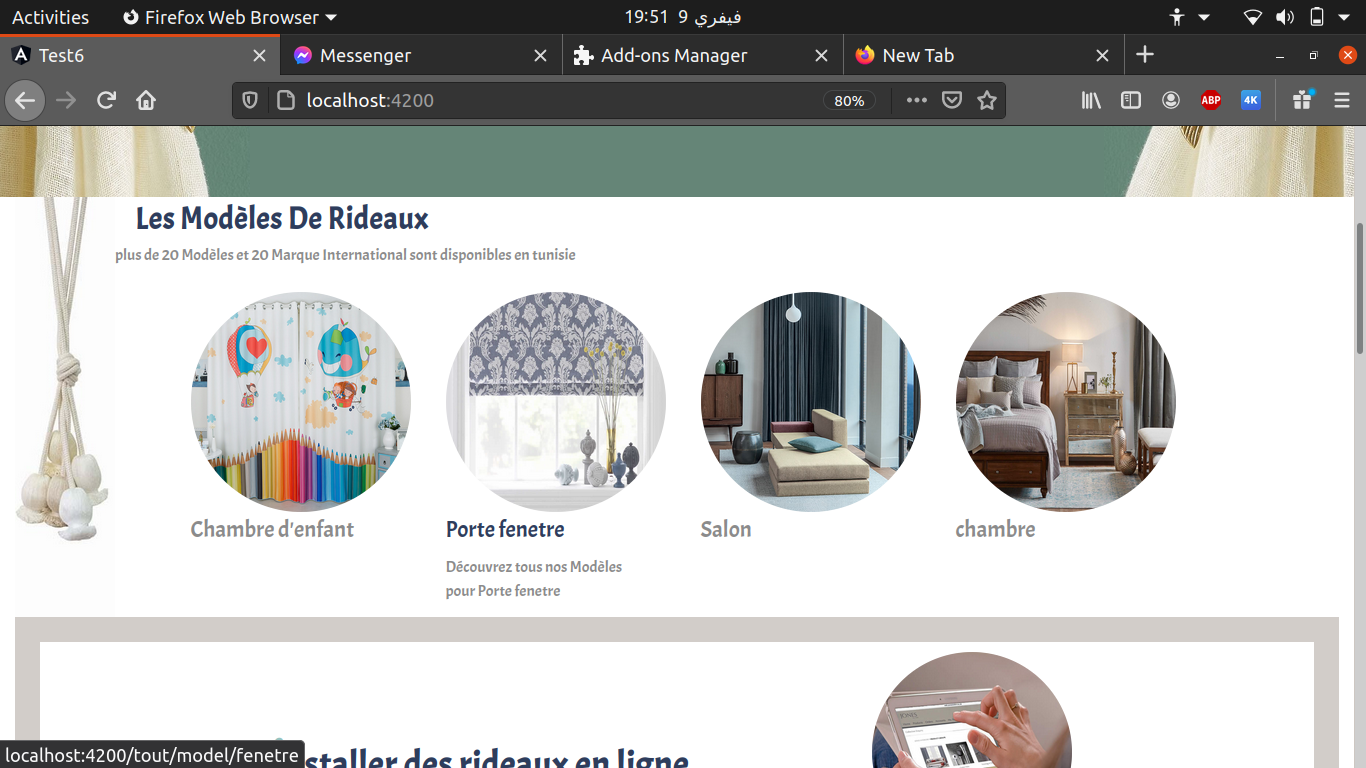 Activities
Firefox Web Browser
19:51 9 فيفري
Test6
Messenger
Add-ons Manager
New Tab
localhost:4200
80%
ABP
4K
Les Modèles De Rideaux
plus de 20 Modèles et 20 Marque International sont disponibles en tunisie
Chambre d'enfant
Porte fenetre
Salon
chambre
Découvrez tous nos Modèles
pour Porte fenetre
staller des rideaux en ligne
localhost:4200/tout/model/fenetre